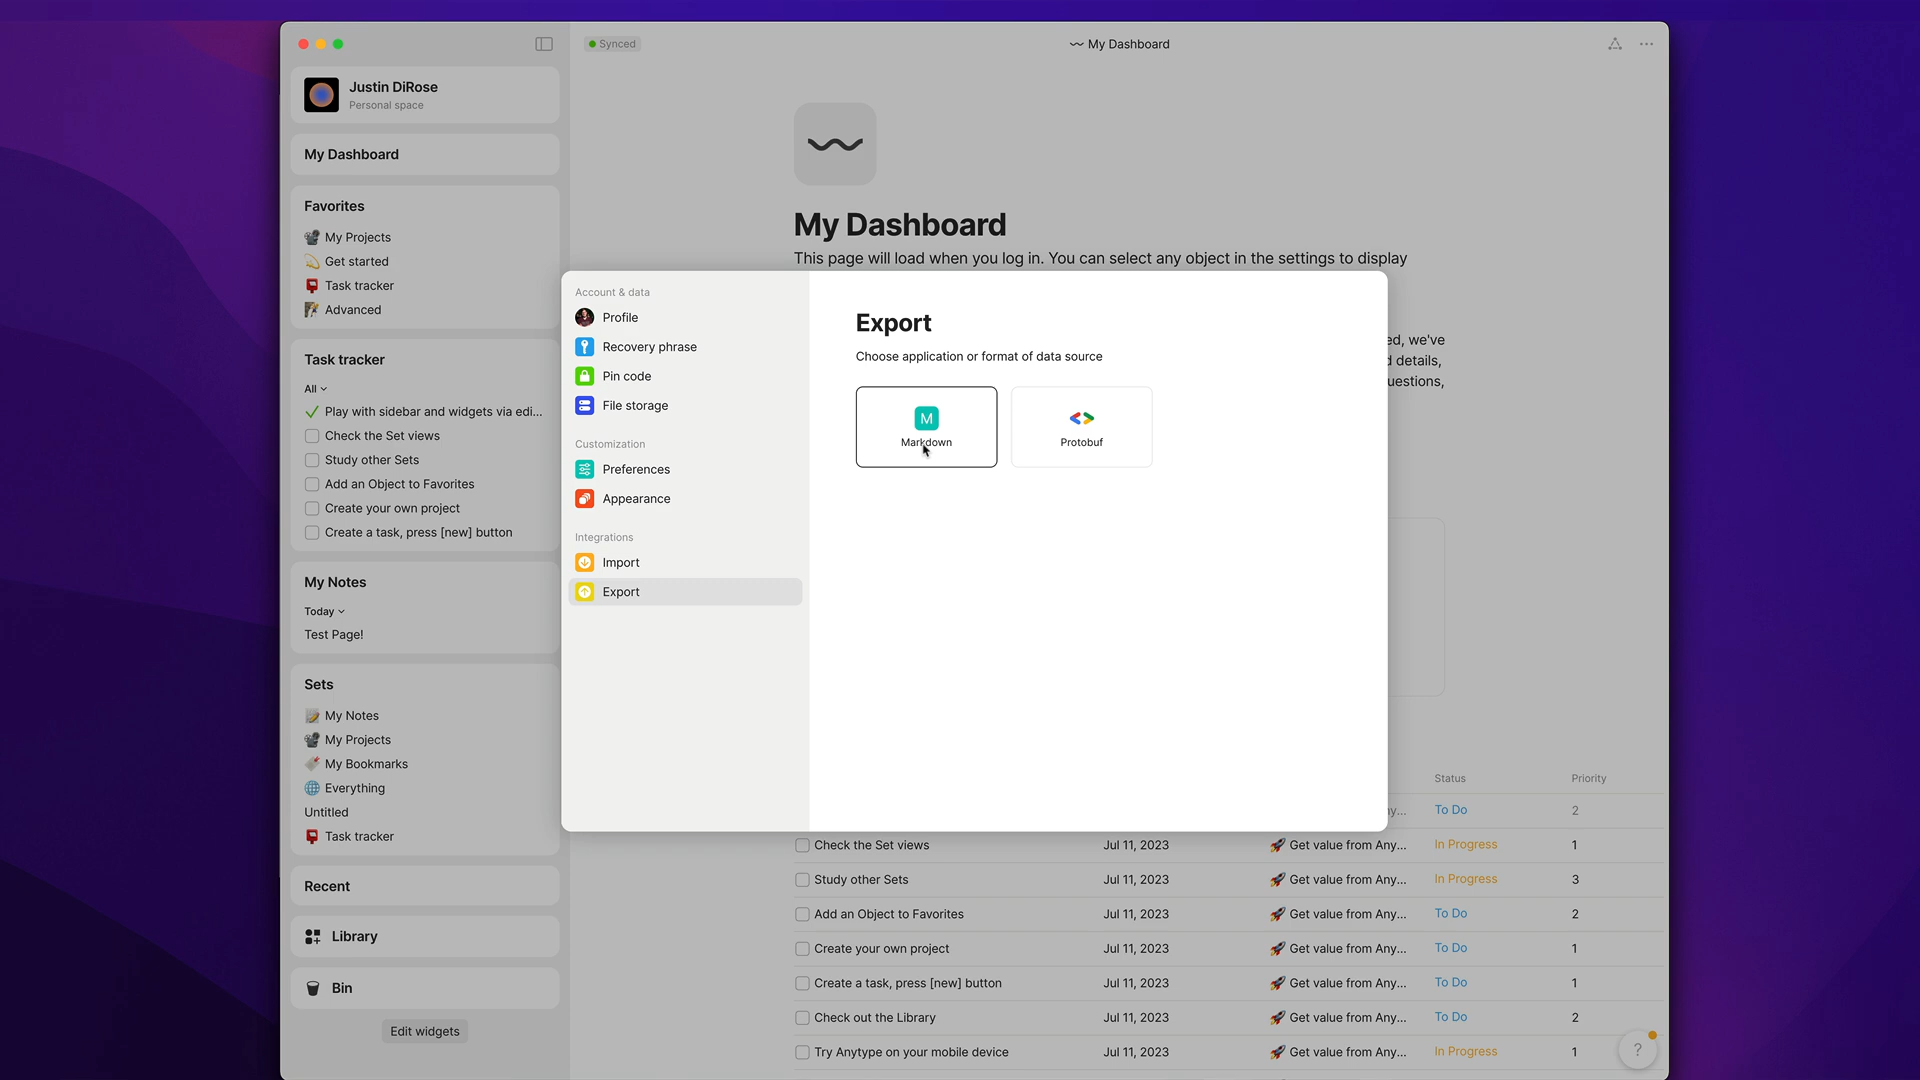 Synced
My Dashboard
Justin DiRose
Personal space
My Dashboard
Favorites
My Projects
Get started
Task tracker
Advanced
Task tracker
All
Play with sidebar and widgets via edi...
Check the Set views
Study other Sets
Add an Object to Favorites
Create your own project
Create a task, press [new] button
My Notes
Today
Test Page!
Sets
My Notes
My Projects
My Bookmarks
Everything
Untitled
Task tracker
Recent
Library
Bin
Edit widgets
My Dashboard
This page will load when you log in. You can select any object in the settings to display
ed, we've
details,
uestions,
Account & data
Profile
Recovery phrase
Pin code
File storage
Customization
Preferences
Appearance
Integrations
Import
Export
Export
Choose application or format of data source
M
Markdown
Protobuf
Status Priority
y... To Do 2
Check the Set views Jul 11, 2023 🚀 Get value from Any... In Progress 1
Study other Sets Jul 11, 2023 🚀 Get value from Any... In Progress 3
Add an Object to Favorites Jul 11, 2023 🚀 Get value from Any... To Do 2
Create your own project Jul 11, 2023 🚀 Get value from Any... To Do 1
Create a task, press [new] button Jul 11, 2023 🚀 Get value from Any... To Do 1
Check out the Library Jul 11, 2023 🚀 Get value from Any... To Do 2
Try Anytype on your mobile device Jul 11, 2023 🚀 Get value from Any... In Progress 1
?